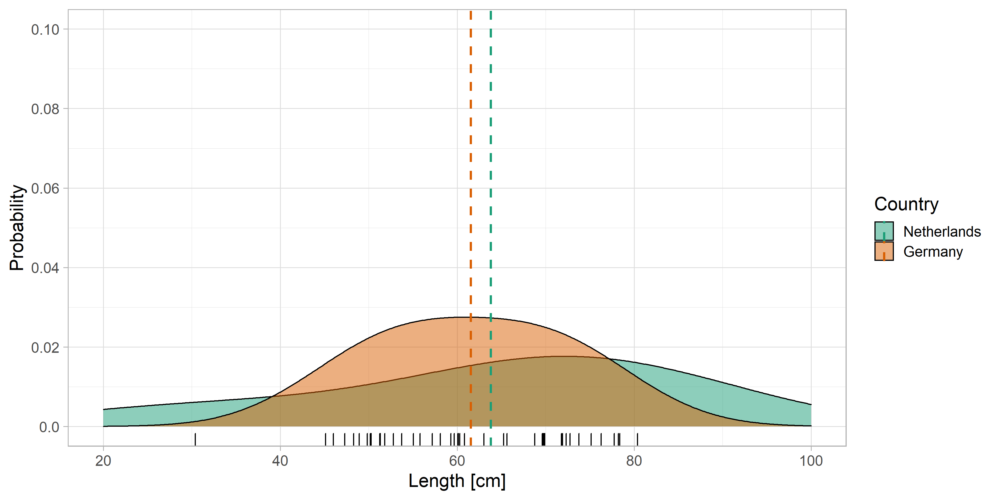 0.10
0.08
0.06
0.04
0.02
0.0
Probability
20 40 60 80 100
Length [cm]
Country
Netherlands
Germany